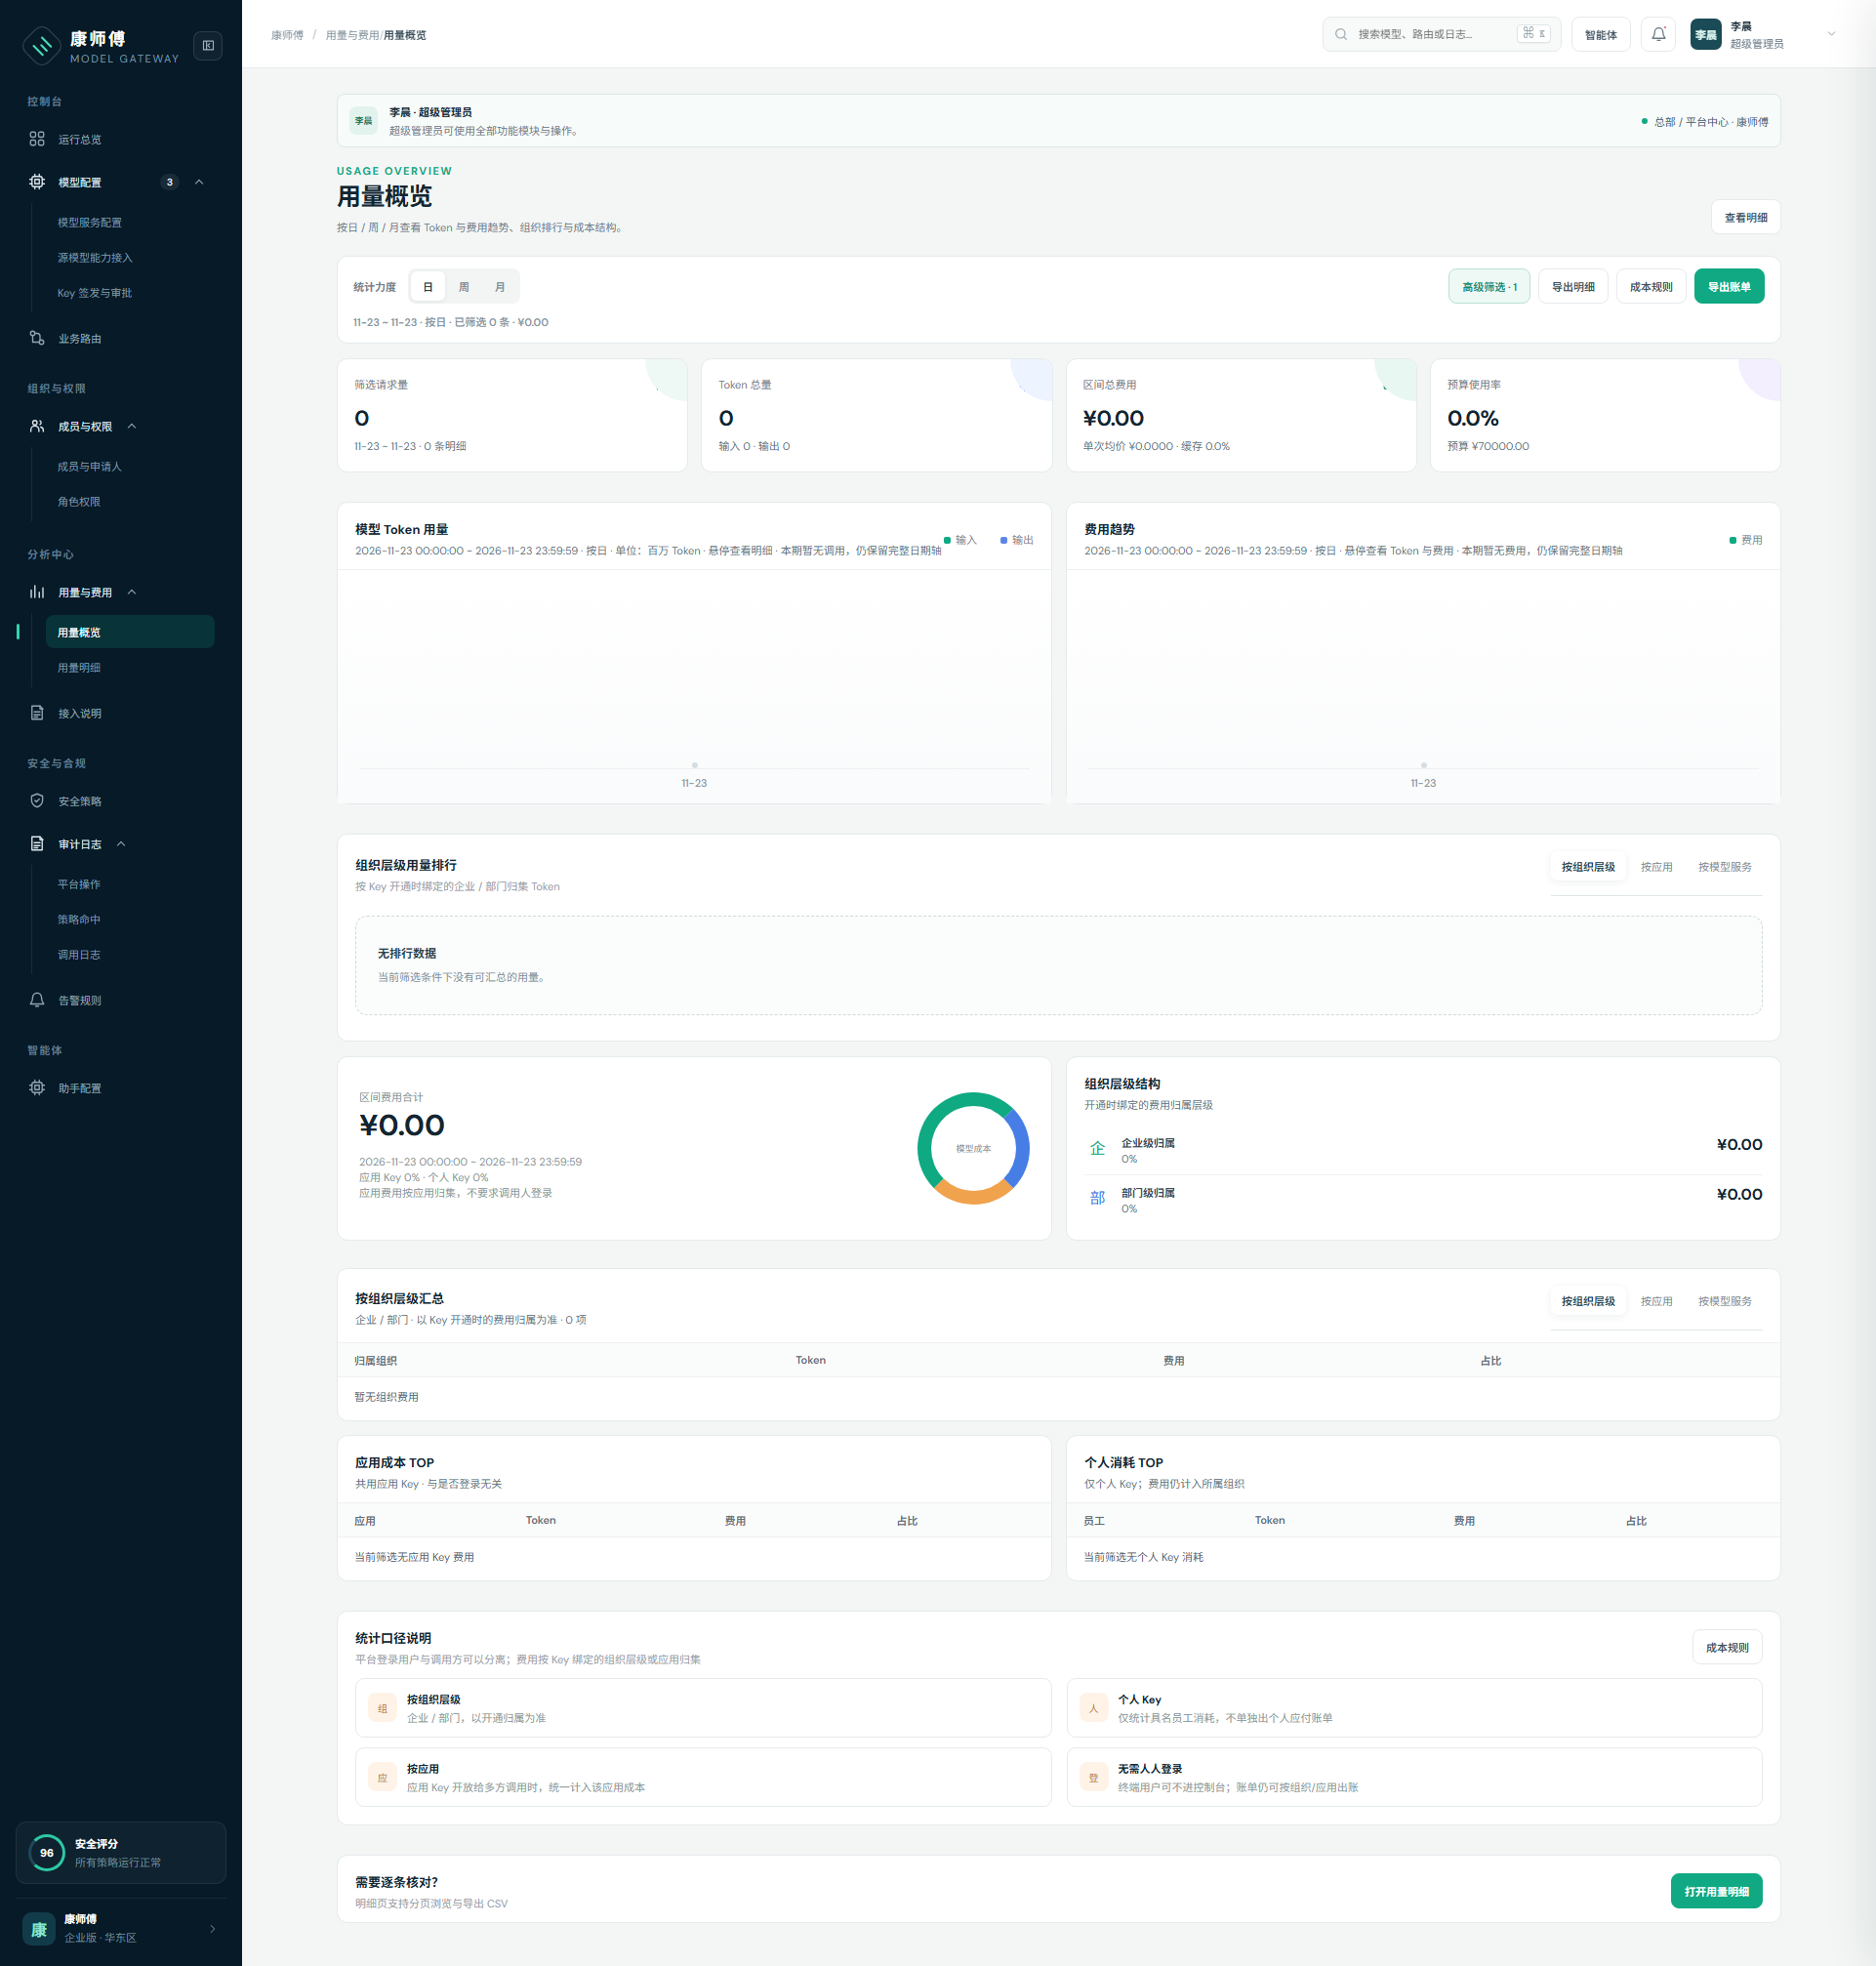 康师傅
MODEL GATEWAY
控制台
运行总览
模型配置 3
模型服务配置
源模型能力接入
Key 签发与审批
业务路由
组织与权限
成员与权限
成员与申请人
角色权限
分析中心
用量与费用
用量概览
用量明细
接入说明
安全与合规
安全策略
审计日志
平台操作
策略命中
调用日志
告警规则
智能体
助手配置
96
安全评分
所有策略运行正常
康
康师傅
企业版 · 华东区
康师傅 / 用量与费用/用量概览
搜索模型、路由或日志... ⌘ K
智能体
李晨
李晨
超级管理员
李晨
李晨 · 超级管理员
超级管理员可使用全部功能模块与操作。
总部 / 平台中心 · 康师傅
USAGE OVERVIEW
用量概览
按日 / 周 / 月查看 Token 与费用趋势、组织排行与成本结构。
查看明细
统计力度 日 周 月
高级筛选 · 1 导出明细 成本规则 导出账单
11-23 ~ 11-23 · 按日 · 已筛选 0 条 · ¥0.00
筛选请求量
0
11-23 ~ 11-23 · 0 条明细
Token 总量
0
输入 0 · 输出 0
区间总费用
¥0.00
单次均价 ¥0.0000 · 缓存 0.0%
预算使用率
0.0%
预算 ¥70000.00
模型 Token 用量
2026-11-23 00:00:00 ~ 2026-11-23 23:59:59 · 按日 · 单位：百万 Token · 悬停查看明细 · 本期暂无调用，仍保留完整日期轴
输入 输出
11-23
费用趋势
2026-11-23 00:00:00 ~ 2026-11-23 23:59:59 · 按日 · 悬停查看 Token 与费用 · 本期暂无费用，仍保留完整日期轴
费用
11-23
组织层级用量排行
按 Key 开通时绑定的企业 / 部门归集 Token
按组织层级 按应用 按模型服务
无排行数据
当前筛选条件下没有可汇总的用量。
区间费用合计
¥0.00
2026-11-23 00:00:00 ~ 2026-11-23 23:59:59
应用 Key 0% · 个人 Key 0%
应用费用按应用归集，不要求调用人登录
模型成本
组织层级结构
开通时绑定的费用归属层级
企
企业级归属
0%
¥0.00
部
部门级归属
0%
¥0.00
按组织层级汇总
企业 / 部门 · 以 Key 开通时的费用归属为准 · 0 项
按组织层级 按应用 按模型服务
归属组织 Token 费用 占比
暂无组织费用
应用成本 TOP
共用应用 Key · 与是否登录无关
应用 Token 费用 占比
当前筛选无应用 Key 费用
个人消耗 TOP
仅个人 Key；费用仍计入所属组织
员工 Token 费用 占比
当前筛选无个人 Key 消耗
统计口径说明
平台登录用户与调用方可以分离；费用按 Key 绑定的组织层级或应用归集
成本规则
组
按组织层级
企业 / 部门，以开通归属为准
人
个人 Key
仅统计具名员工消耗，不单独出个人应付账单
应
按应用
应用 Key 开放给多方调用时，统一计入该应用成本
登
无需人人登录
终端用户可不进控制台；账单仍可按组织/应用出账
需要逐条核对？
明细页支持分页浏览与导出 CSV
打开用量明细